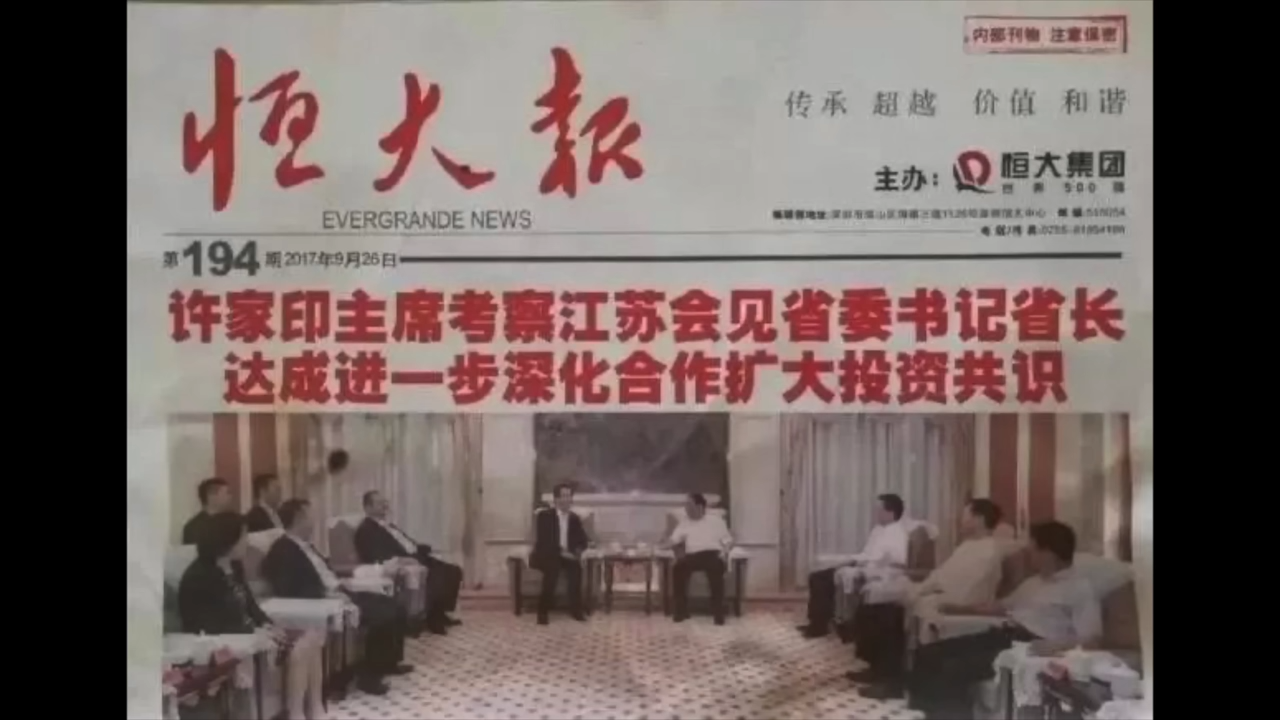 内部刊物 注意保密
恒大报
传承 超越 价值 和谐
主办：恒大集团
世界500强
EVERGRANDE NEWS
第194期 2017年9月26日
许家印主席考察江苏会见省委书记省长
达成进一步深化合作扩大投资共识